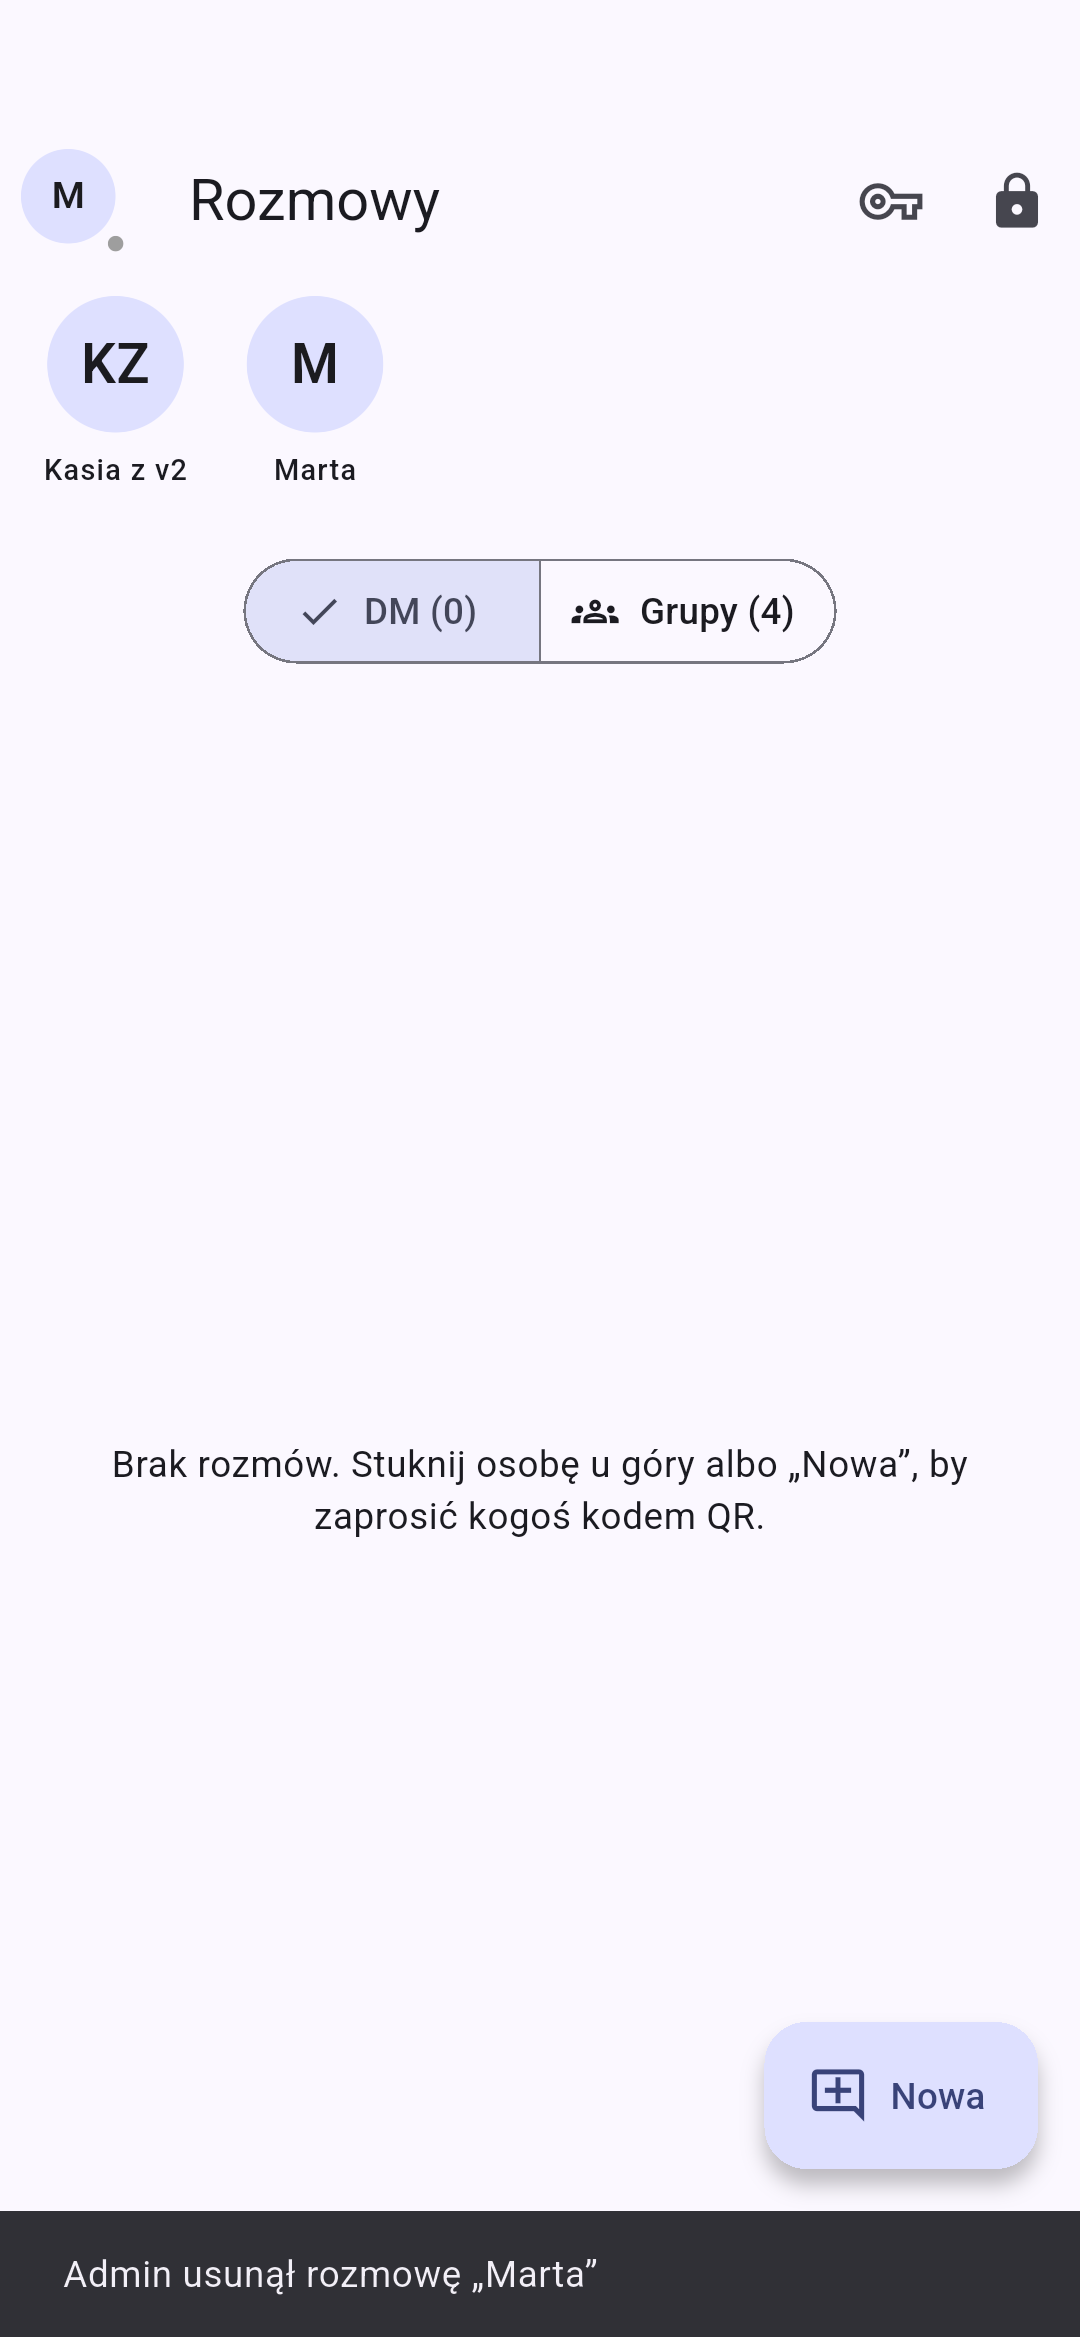 M
Rozmowy
KZ
M
Kasia z v2
Marta
DM (0)
Grupy (4)
Brak rozmów. Stuknij osobę u góry albo „Nowa”, by
zaprosić kogoś kodem QR.
Nowa
Admin usunął rozmowę „Marta”